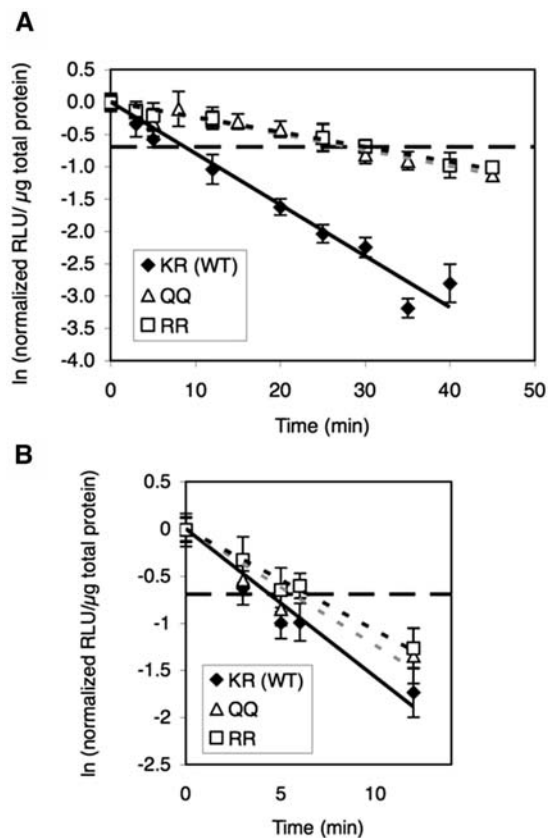 A
ln (normalized RLU/ µg total protein)
0.5
0.0
-0.5
-1.0
-1.5
-2.0
-2.5
-3.0
-3.5
-4.0
KR (WT)
QQ
RR
0 10 20 30 40 50
Time (min)
B
ln (normalized RLU/µg total protein)
0.5
0
-0.5
-1
-1.5
-2
-2.5
KR (WT)
QQ
RR
0 5 10
Time (min)